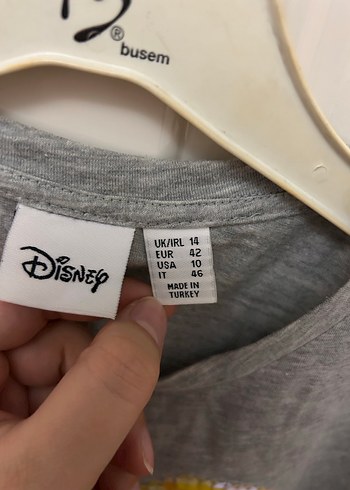 ®
busem
Disney
UK/IRL 14
EUR 42
USA 10
IT 46
MADE IN
TURKEY